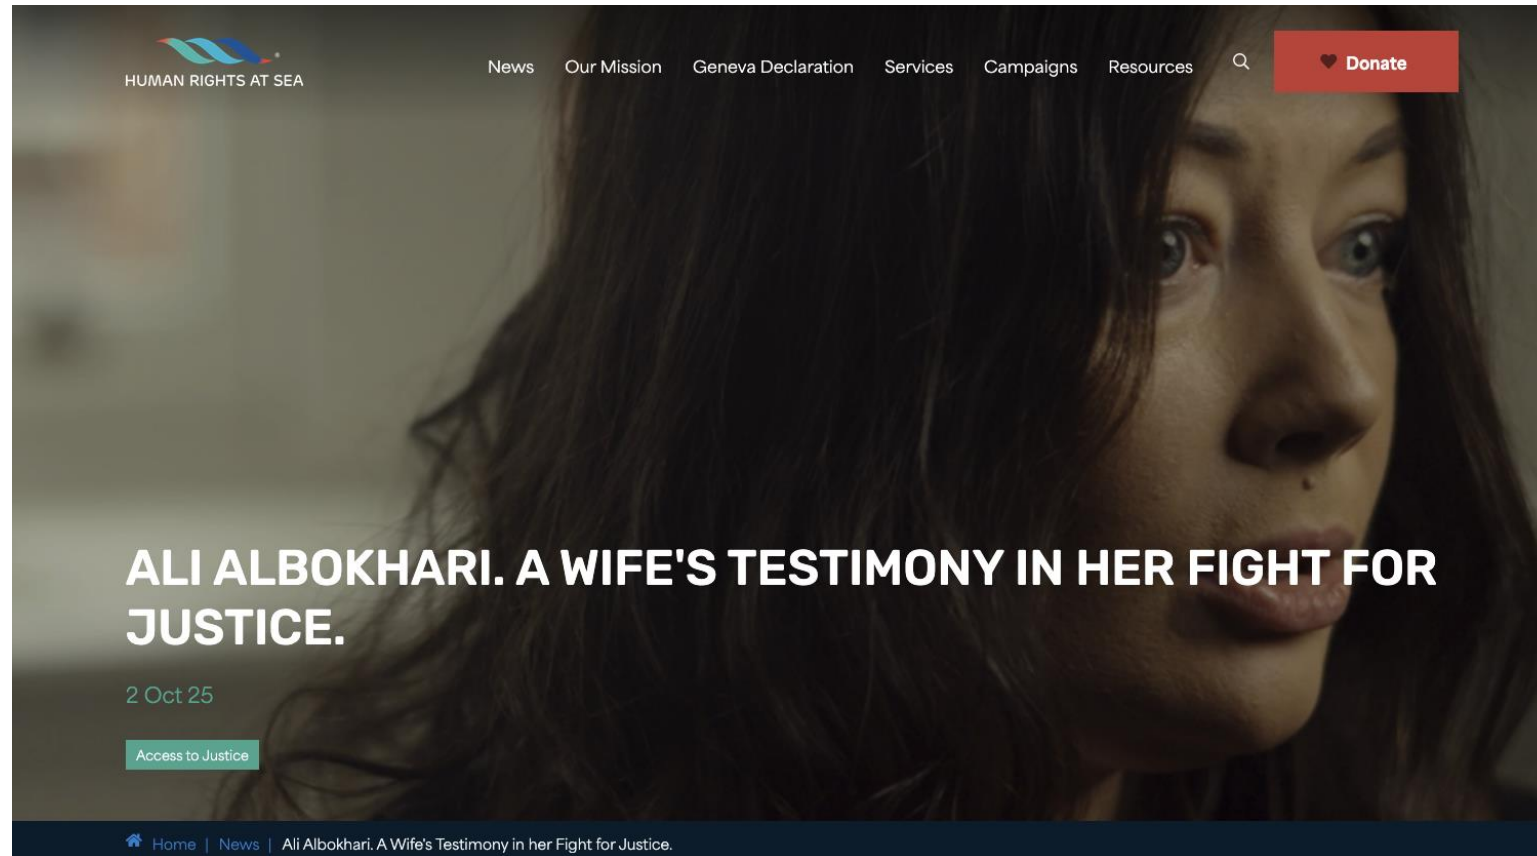 HUMAN RIGHTS AT SEA
News
Our Mission
Geneva Declaration
Services
Campaigns
Resources
Donate
ALI ALBOKHARI. A WIFE'S TESTIMONY IN HER FIGHT FOR
JUSTICE.
2 Oct 25
Access to Justice
Home | News | Ali Albokhari. A Wife's Testimony in her Fight for Justice.